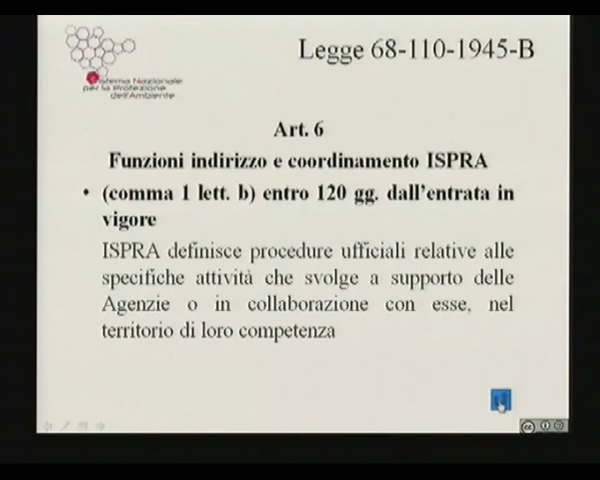 Legge 68-110-1945-B
Sistema Nazionale
per la Protezione
dell'Ambiente
Art. 6
Funzioni indirizzo e coordinamento ISPRA
• (comma 1 lett. b) entro 120 gg. dall'entrata in
vigore
ISPRA definisce procedure ufficiali relative alle
specifiche attività che svolge a supporto delle
Agenzie o in collaborazione con esse, nel
territorio di loro competenza
cc